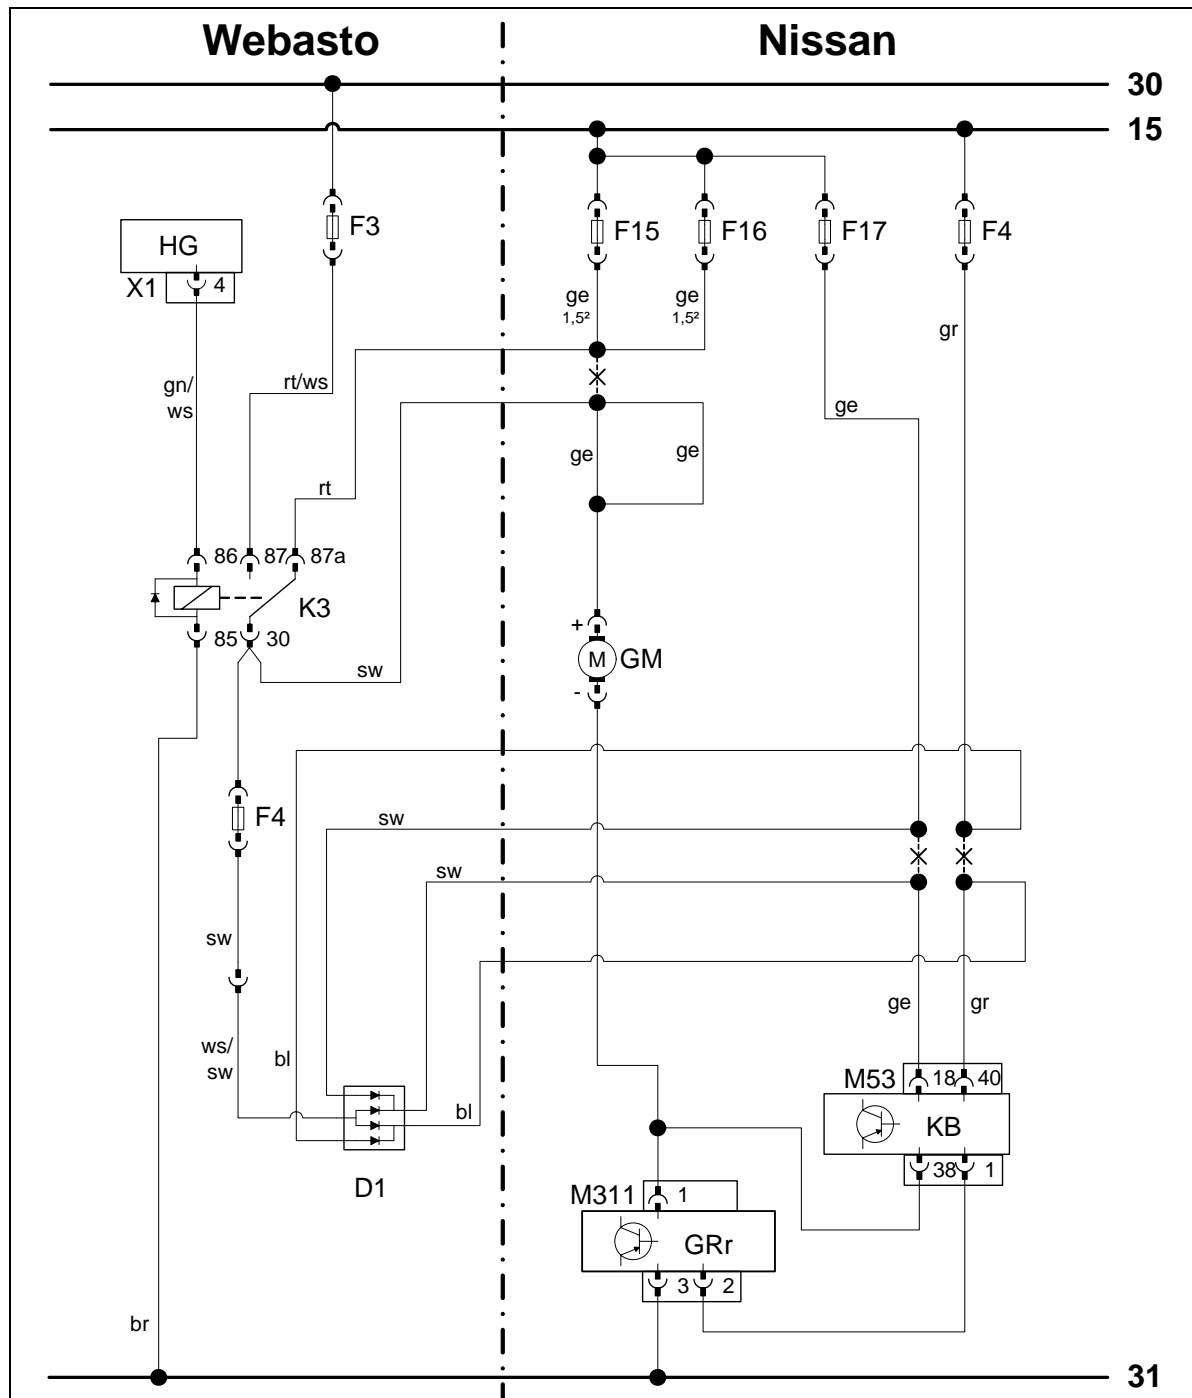 Webasto
Nissan
30
15
F3
F15
F16
F17
F4
HG
X1
4
ge
1,5²
ge
1,5²
gr
gn/
ws
rt/ws
ge
ge
ge
rt
86
87
87a
K3
85
30
sw
+
M
GM
-
F4
sw
sw
sw
ge
gr
ws/
sw
bl
bl
M53
18
40
KB
38
1
D1
M311
1
GRr
3
2
br
31